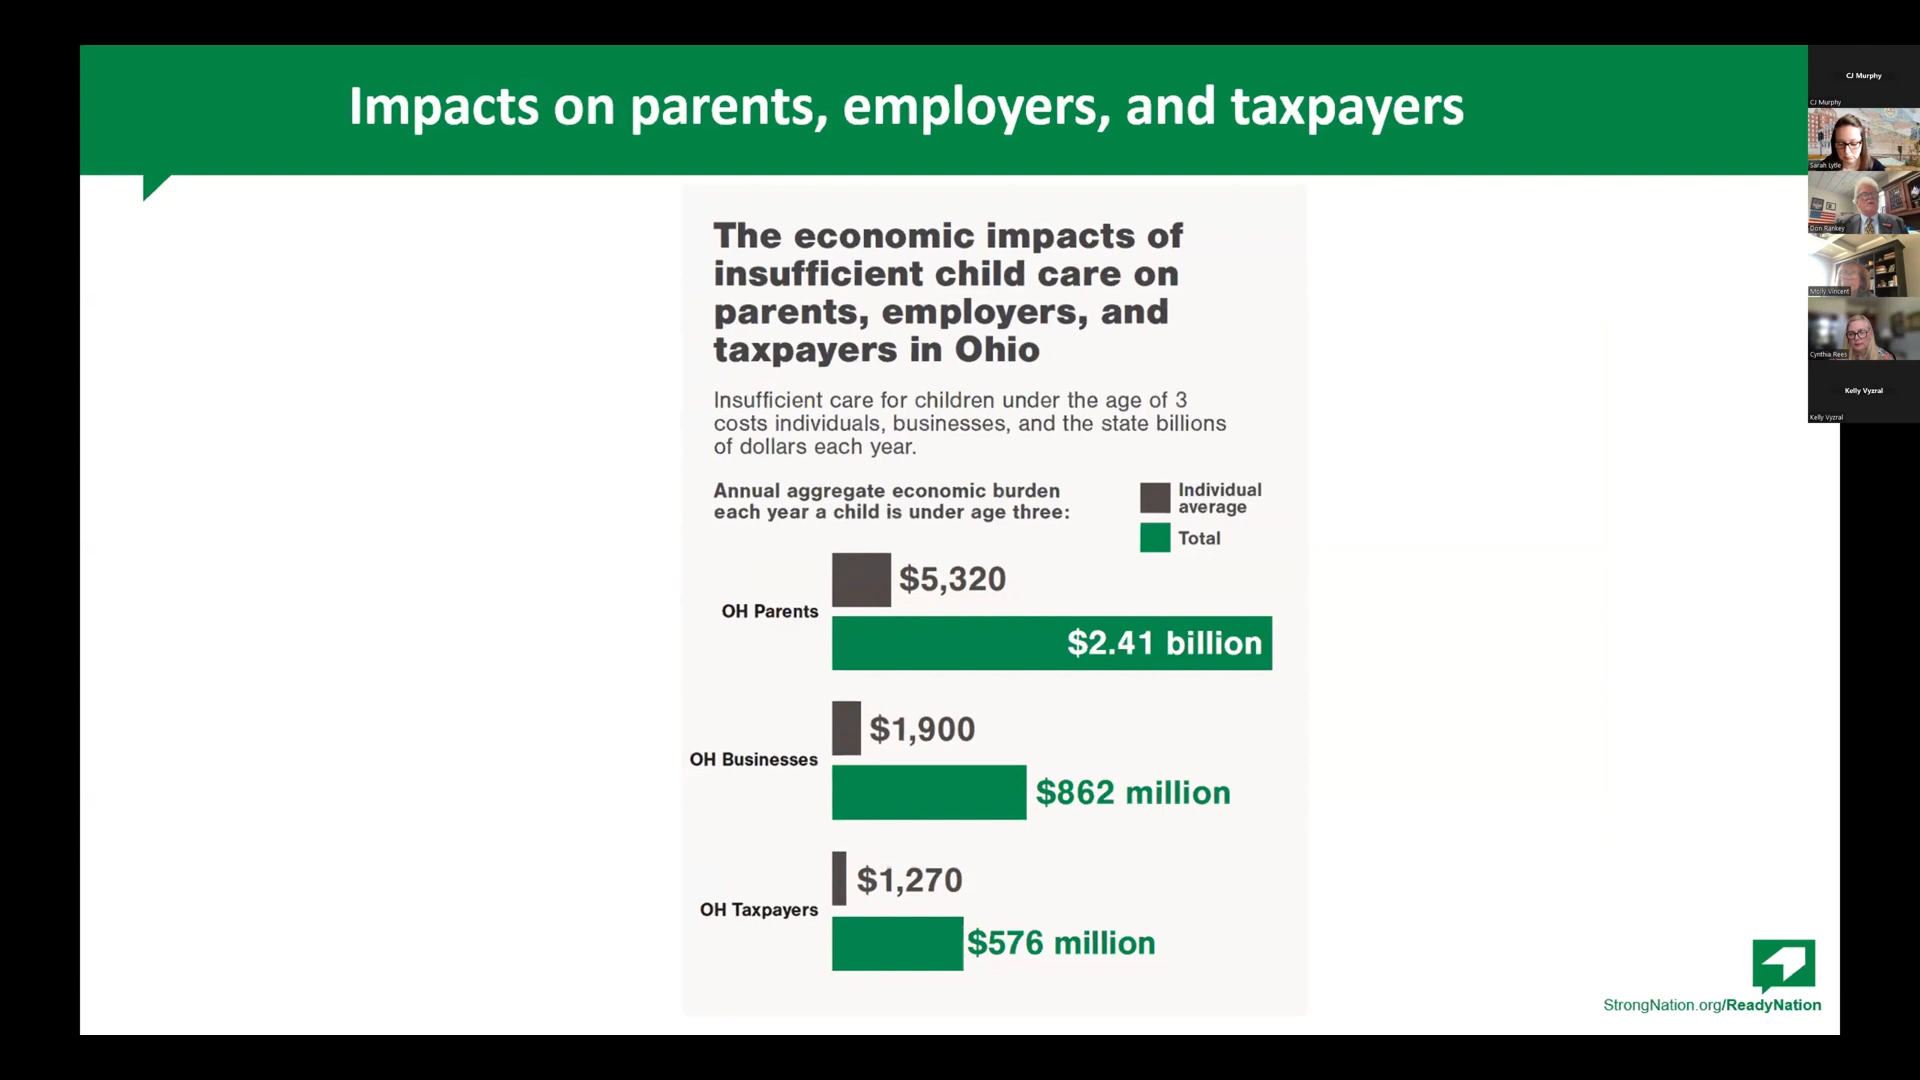 Impacts on parents, employers, and taxpayers
The economic impacts of
insufficient child care on
parents, employers, and
taxpayers in Ohio
Insufficient care for children under the age of 3
costs individuals, businesses, and the state billions
of dollars each year.
Annual aggregate economic burden
each year a child is under age three:
Individual
average
Total
OH Parents
$5,320
$2.41 billion
OH Businesses
$1,900
$862 million
OH Taxpayers
$1,270
$576 million
StrongNation.org/ReadyNation
CJ Murphy
CJ Murphy
Sarah Lytle
Don Rankey
Molly Vincent
Cynthia Rees
Kelly Vyzral
Kelly Vyzral